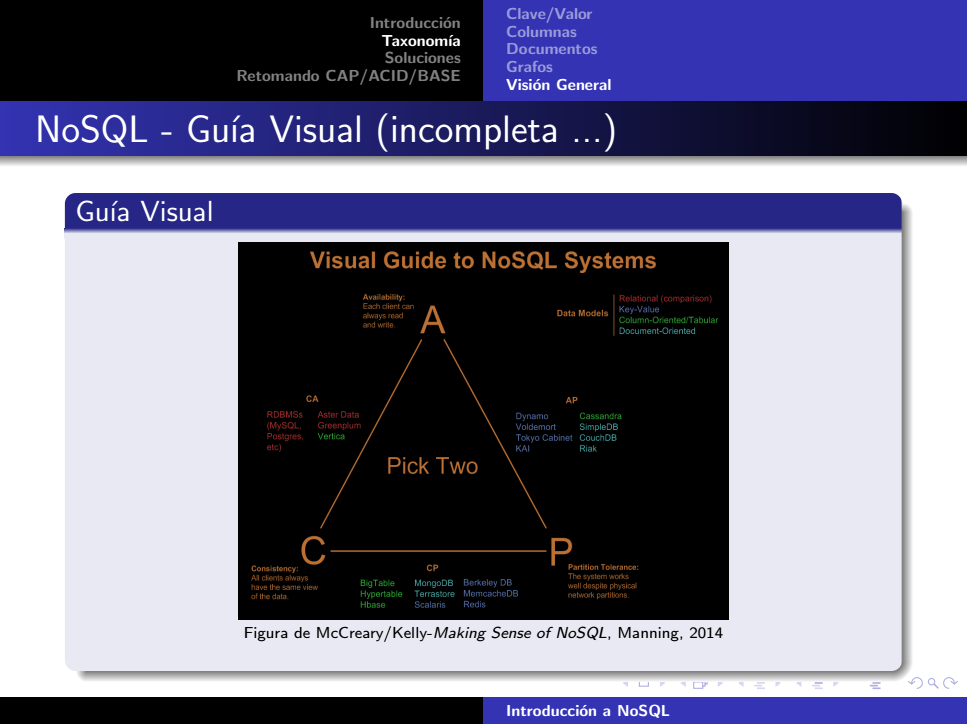 Introducción
Taxonomía
Soluciones
Retomando CAP/ACID/BASE
Clave/Valor
Columnas
Documentos
Grafos
Visión General
NoSQL - Guía Visual (incompleta ...)
Guía Visual
Visual Guide to NoSQL Systems
Availability:
Each client can
always read
and write.
A
Data Models
Relational (comparison)
Key-Value
Column-Oriented/Tabular
Document-Oriented
CA
RDBMSs
(MySQL,
Postgres,
etc)
Aster Data
Greenplum
Vertica
AP
Dynamo
Voldemort
Tokyo Cabinet
KAI
Cassandra
SimpleDB
CouchDB
Riak
Pick Two
C
P
Consistency:
All clients always
have the same view
of the data.
CP
BigTable
Hypertable
Hbase
MongoDB
Terrastore
Scalaris
Berkeley DB
MemcacheDB
Redis
Partition Tolerance:
The system works
well despite physical
network partitions.
Figura de McCreary/Kelly-Making Sense of NoSQL, Manning, 2014
Introducción a NoSQL